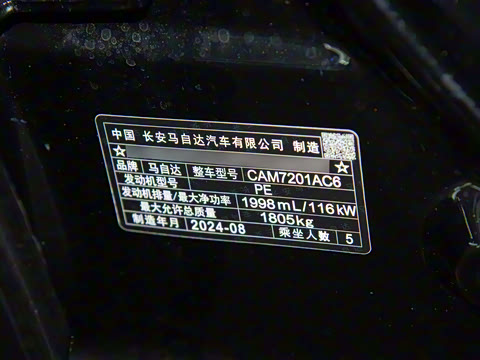 中国 长安马自达汽车有限公司 制造
☆ ☆
品牌 马自达 整车型号 CAM7201AC6
发动机型号 PE
发动机排量/最大净功率 1998mL/116kW
最大允许总质量 1805kg
制造年月 2024-08 乘坐人数 5